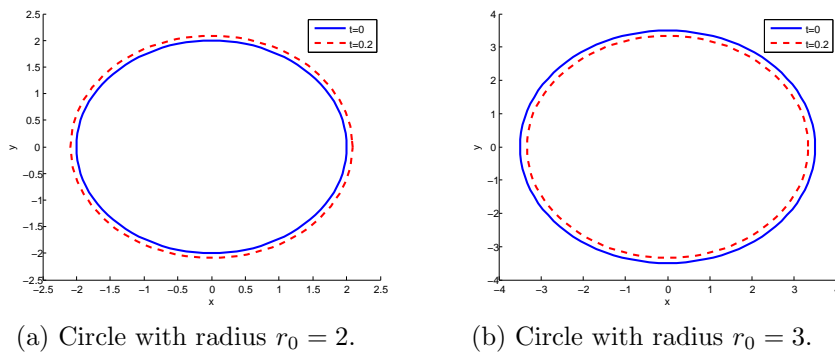 2.5
2
1.5
1
0.5
0
−0.5
−1
−1.5
−2
−2.5
−2.5 −2 −1.5 −1 −0.5 0 0.5 1 1.5 2 2.5
x
y
t=0
t=0.2
(a) Circle with radius r₀ = 2.
4
3
2
1
0
−1
−2
−3
−4
−4 −3 −2 −1 0 1 2 3 4
x
y
t=0
t=0.2
(b) Circle with radius r₀ = 3.